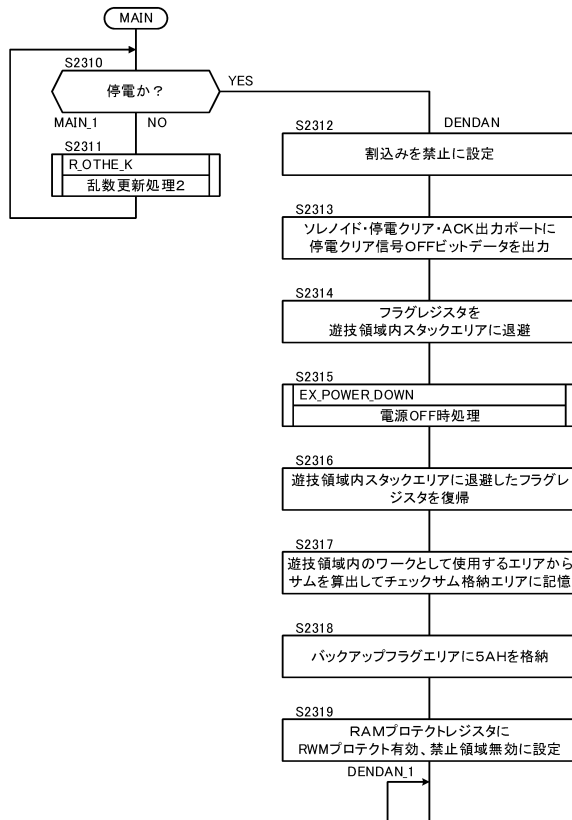 MAIN
S2310
停電か？
YES
MAIN_1
NO
S2311
R_OTHE_K
乱数更新処理２
DENDAN
S2312
割込みを禁止に設定
S2313
ソレノイド・停電クリア・ACK出力ポートに
停電クリア信号OFFビットデータを出力
S2314
フラグレジスタを
遊技領域内スタックエリアに退避
S2315
EX_POWER_DOWN
電源OFF時処理
S2316
遊技領域内スタックエリアに退避したフラグレ
ジスタを復帰
S2317
遊技領域内のワークとして使用するエリアから
サムを算出してチェックサム格納エリアに記憶
S2318
バックアップフラグエリアに５AHを格納
S2319
RAMプロテクトレジスタに
RWMプロテクト有効、禁止領域無効に設定
DENDAN_1